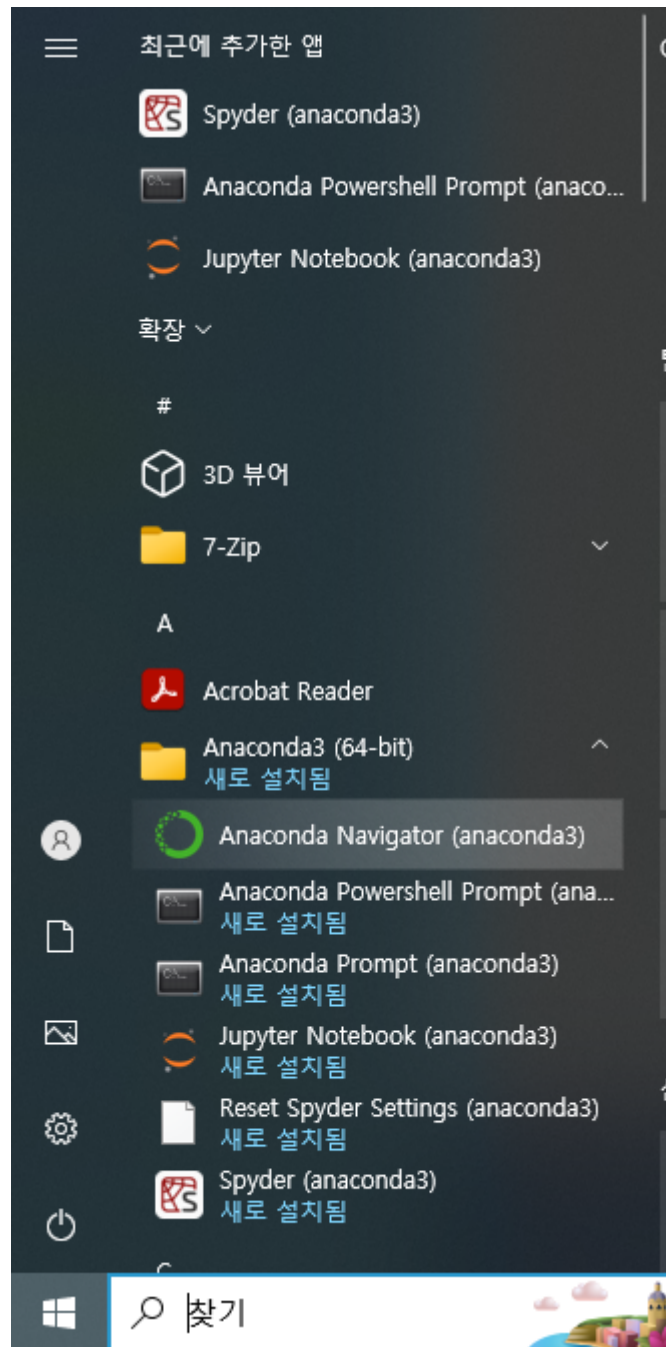 최근에 추가한 앱
Spyder (anaconda3)
Anaconda Powershell Prompt (anaco...
Jupyter Notebook (anaconda3)
확장
#
3D 뷰어
7-Zip
A
Acrobat Reader
Anaconda3 (64-bit)
새로 설치됨
Anaconda Navigator (anaconda3)
Anaconda Powershell Prompt (ana...
새로 설치됨
Anaconda Prompt (anaconda3)
새로 설치됨
Jupyter Notebook (anaconda3)
새로 설치됨
Reset Spyder Settings (anaconda3)
새로 설치됨
Spyder (anaconda3)
새로 설치됨
찾기